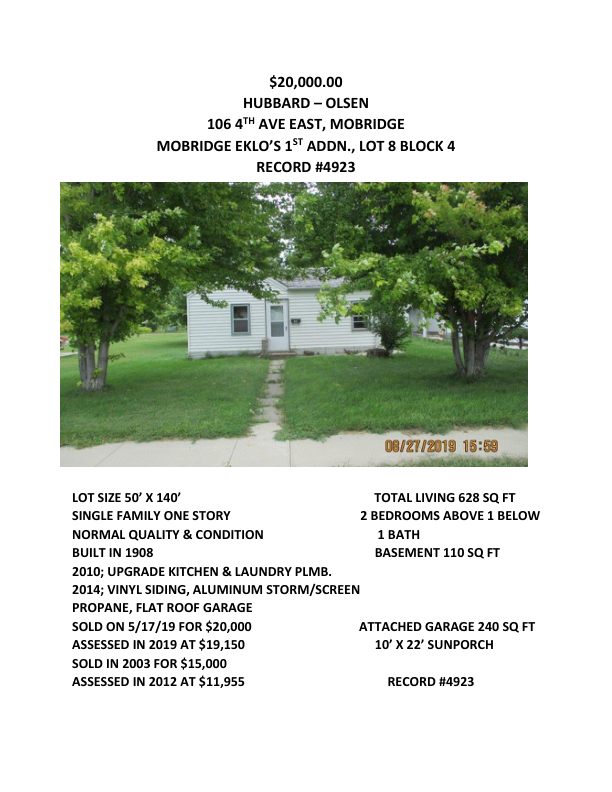 $20,000.00
HUBBARD – OLSEN
106 4TH AVE EAST, MOBRIDGE
MOBRIDGE EKLO'S 1ST ADDN., LOT 8 BLOCK 4
RECORD #4923
08/27/2019 15:59
LOT SIZE 50' X 140' TOTAL LIVING 628 SQ FT
SINGLE FAMILY ONE STORY 2 BEDROOMS ABOVE 1 BELOW
NORMAL QUALITY & CONDITION 1 BATH
BUILT IN 1908 BASEMENT 110 SQ FT
2010; UPGRADE KITCHEN & LAUNDRY PLMB.
2014; VINYL SIDING, ALUMINUM STORM/SCREEN
PROPANE, FLAT ROOF GARAGE
SOLD ON 5/17/19 FOR $20,000 ATTACHED GARAGE 240 SQ FT
ASSESSED IN 2019 AT $19,150 10' X 22' SUNPORCH
SOLD IN 2003 FOR $15,000
ASSESSED IN 2012 AT $11,955 RECORD #4923